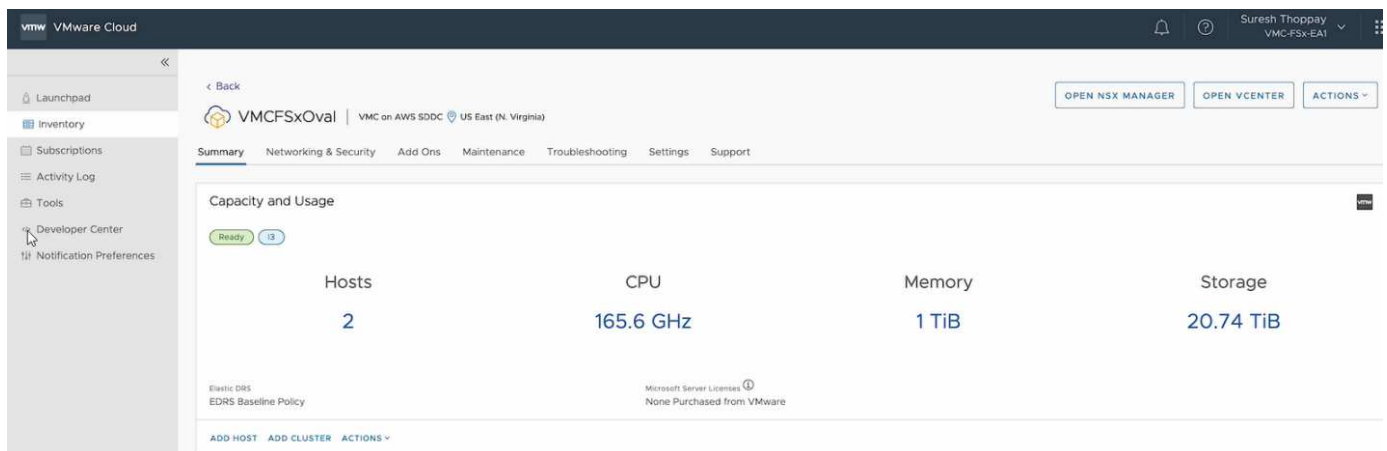 vmw VMware Cloud
Suresh Thoppay
VMC-FSx-EA1
Launchpad
Inventory
Subscriptions
Activity Log
Tools
Developer Center
Notification Preferences
< Back
OPEN NSX MANAGER OPEN VCENTER ACTIONS
VMCFSxOval | VMC on AWS SDDC US East (N. Virginia)
Summary Networking & Security Add Ons Maintenance Troubleshooting Settings Support
Capacity and Usage
vmw
Ready i3
Hosts CPU Memory Storage
2 165.6 GHz 1 TiB 20.74 TiB
Elastic DRS Microsoft Server Licenses
EDRS Baseline Policy None Purchased from VMware
ADD HOST ADD CLUSTER ACTIONS